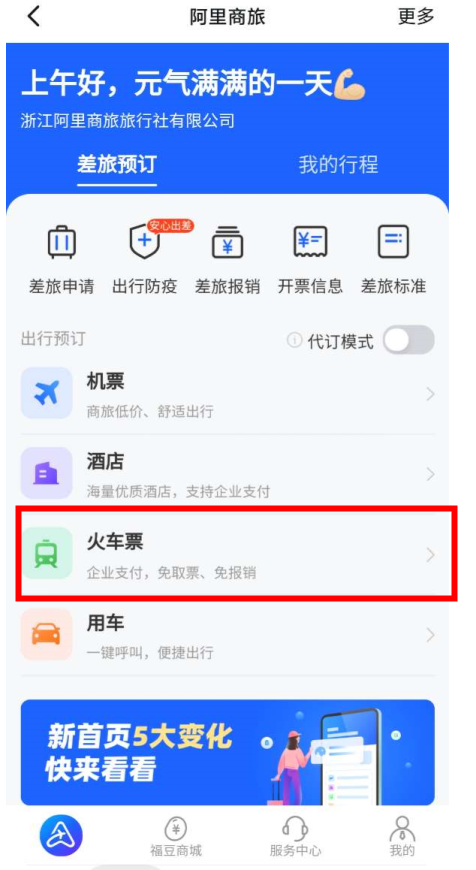 阿里商旅
更多
上午好，元气满满的一天💪
浙江阿里商旅旅行社有限公司
差旅预订 我的行程
安心出差
差旅申请 出行防疫 差旅报销 开票信息 差旅标准
出行预订 代订模式
机票
商旅低价、舒适出行
酒店
海量优质酒店，支持企业支付
火车票
企业支付，免取票、免报销
用车
一键呼叫，便捷出行
新首页5大变化
快来看看
福豆商城 服务中心 我的